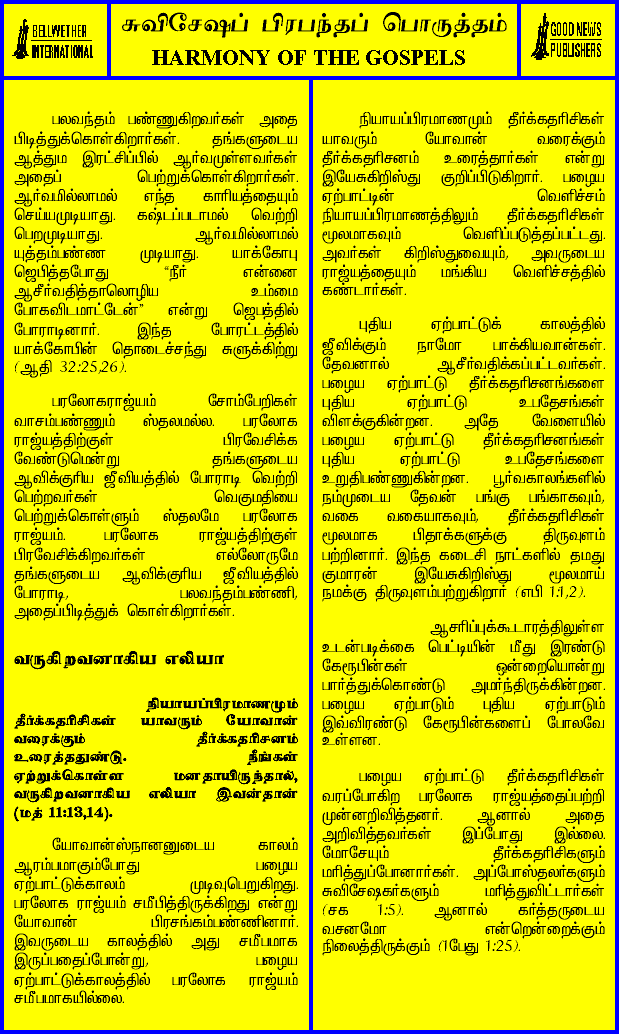 BELLWETHER
INTERNATIONAL
சுவிசேஷப் பிரபந்தப் பொருத்தம்
HARMONY OF THE GOSPELS
GOOD NEWS
PUBLISHERS
பலவந்தம் பண்ணுகிறவர்கள் அதை
பிடித்துக்கொள்கிறார்கள். தங்களுடைய
ஆத்தும இரட்சிப்பில் ஆர்வமுள்ளவர்கள்
அதைப் பெற்றுக்கொள்கிறார்கள்.
ஆர்வமில்லாமல் எந்த காரியத்தையும்
செய்யமுடியாது. கஷ்டப்படாமல் வெற்றி
பெறமுடியாது. ஆர்வமில்லாமல்
யுத்தம்பண்ண முடியாது. யாக்கோபு
ஜெபித்தபோது "நீர் என்னை
ஆசீர்வதித்தாலொழிய உம்மை
போகவிடமாட்டேன்" என்று ஜெபத்தில்
போராடினார். இந்த போரட்டத்தில்
யாக்கோபின் தொடைச்சந்து சுளுக்கிற்று
(ஆதி 32:25,26).
பரலோகராஜ்யம் சோம்பேறிகள்
வாசம்பண்ணும் ஸ்தலமல்ல. பரலோக
ராஜ்யத்திற்குள் பிரவேசிக்க
வேண்டுமென்று தங்களுடைய
ஆவிக்குரிய ஜீவியத்தில் போராடி வெற்றி
பெற்றவர்கள் வெகுமதியை
பெற்றுக்கொள்ளும் ஸ்தலமே பரலோக
ராஜ்யம். பரலோக ராஜ்யத்திற்குள்
பிரவேசிக்கிறவர்கள் எல்லோருமே
தங்களுடைய ஆவிக்குரிய ஜீவியத்தில்
போராடி, பலவந்தம்பண்ணி,
அதைப்பிடித்துக் கொள்கிறார்கள்.
வருகிறவனாகிய எலியா
நியாயப்பிரமாணமும்
தீர்க்கதரிசிகள் யாவரும் யோவான்
வரைக்கும் தீர்க்கதரிசனம்
உரைத்ததுண்டு. நீங்கள்
ஏற்றுக்கொள்ள மனதாயிருந்தால்,
வருகிறவனாகிய எலியா இவன்தான்
(மத் 11:13,14).
யோவான்ஸ்நானனுடைய காலம்
ஆரம்பமாகும்போது பழைய
ஏற்பாட்டுக்காலம் முடிவுபெறுகிறது.
பரலோக ராஜ்யம் சமீபித்திருக்கிறது என்று
யோவான் பிரசங்கம்பண்ணினார்.
இவருடைய காலத்தில் அது சமீபமாக
இருப்பதைப்போன்று, பழைய
ஏற்பாட்டுக்காலத்தில் பரலோக ராஜ்யம்
சமீபமாகயில்லை.
நியாயப்பிரமாணமும் தீர்க்கதரிசிகள்
யாவரும் யோவான் வரைக்கும்
தீர்க்கதரிசனம் உரைத்தார்கள் என்று
இயேசுகிறிஸ்து குறிப்பிடுகிறார். பழைய
ஏற்பாட்டின் வெளிச்சம்
நியாயப்பிரமாணத்திலும் தீர்க்கதரிசிகள்
மூலமாகவும் வெளிப்படுத்தப்பட்டது.
அவர்கள் கிறிஸ்துவையும், அவருடைய
ராஜ்யத்தையும் மங்கிய வெளிச்சத்தில்
கண்டார்கள்.
புதிய ஏற்பாட்டுக் காலத்தில்
ஜீவிக்கும் நாமோ பாக்கியவான்கள்.
தேவனால் ஆசீர்வதிக்கப்பட்டவர்கள்.
பழைய ஏற்பாட்டு தீர்க்கதரிசனங்களை
புதிய ஏற்பாட்டு உபதேசங்கள்
விளக்குகின்றன. அதே வேளையில்
பழைய ஏற்பாட்டு தீர்க்கதரிசனங்கள்
புதிய ஏற்பாட்டு உபதேசங்களை
உறுதிபண்ணுகின்றன. பூர்வகாலங்களில்
நம்முடைய தேவன் பங்கு பங்காகவும்,
வகை வகையாகவும், தீர்க்கதரிசிகள்
மூலமாக பிதாக்களுக்கு திருவுளம்
பற்றினார். இந்த கடைசி நாட்களில் தமது
குமாரன் இயேசுகிறிஸ்து மூலமாய்
நமக்கு திருவுளம்பற்றுகிறார் (எபி 1:1,2).
ஆசரிப்புக்கூடாரத்திலுள்ள
உடன்படிக்கை பெட்டியின் மீது இரண்டு
கேரூபின்கள் ஒன்றையொன்று
பார்த்துக்கொண்டு அமர்ந்திருக்கின்றன.
பழைய ஏற்பாடும் புதிய ஏற்பாடும்
இவ்விரண்டு கேரூபின்களைப் போலவே
உள்ளன.
பழைய ஏற்பாட்டு தீர்க்கதரிசிகள்
வரப்போகிற பரலோக ராஜ்யத்தைப்பற்றி
முன்னறிவித்தனர். ஆனால் அதை
அறிவித்தவர்கள் இப்போது இல்லை.
மோசேயும் தீர்க்கதரிசிகளும்
மரித்துப்போனார்கள். அப்போஸ்தலர்களும்
சுவிசேஷகர்களும் மரித்துவிட்டார்கள்
(சக 1:5). ஆனால் கர்த்தருடைய
வசனமோ என்றென்றைக்கும்
நிலைத்திருக்கும் (1பேது 1:25).